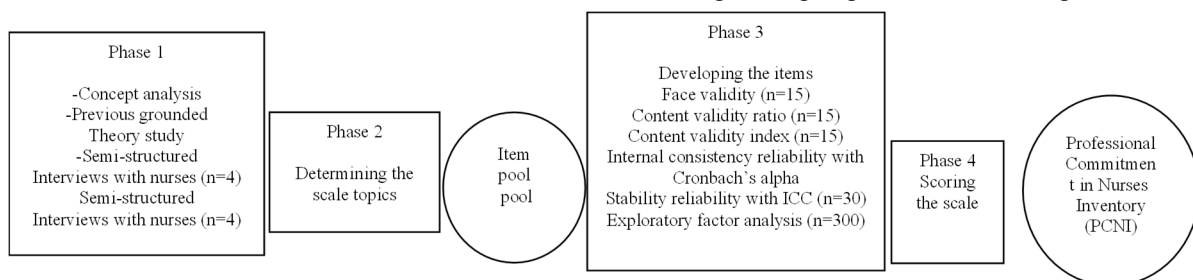 Phase 1
-Concept analysis
-Previous grounded
Theory study
-Semi-structured
Interviews with nurses (n=4)
Semi-structured
Interviews with nurses (n=4)
Phase 2
Determining the
scale topics
Item
pool
pool
Phase 3
Developing the items
Face validity (n=15)
Content validity ratio (n=15)
Content validity index (n=15)
Internal consistency reliability with
Cronbach's alpha
Stability reliability with ICC (n=30)
Exploratory factor analysis (n=300)
Phase 4
Scoring
the scale
Professional
Commitmen
t in Nurses
Inventory
(PCNI)